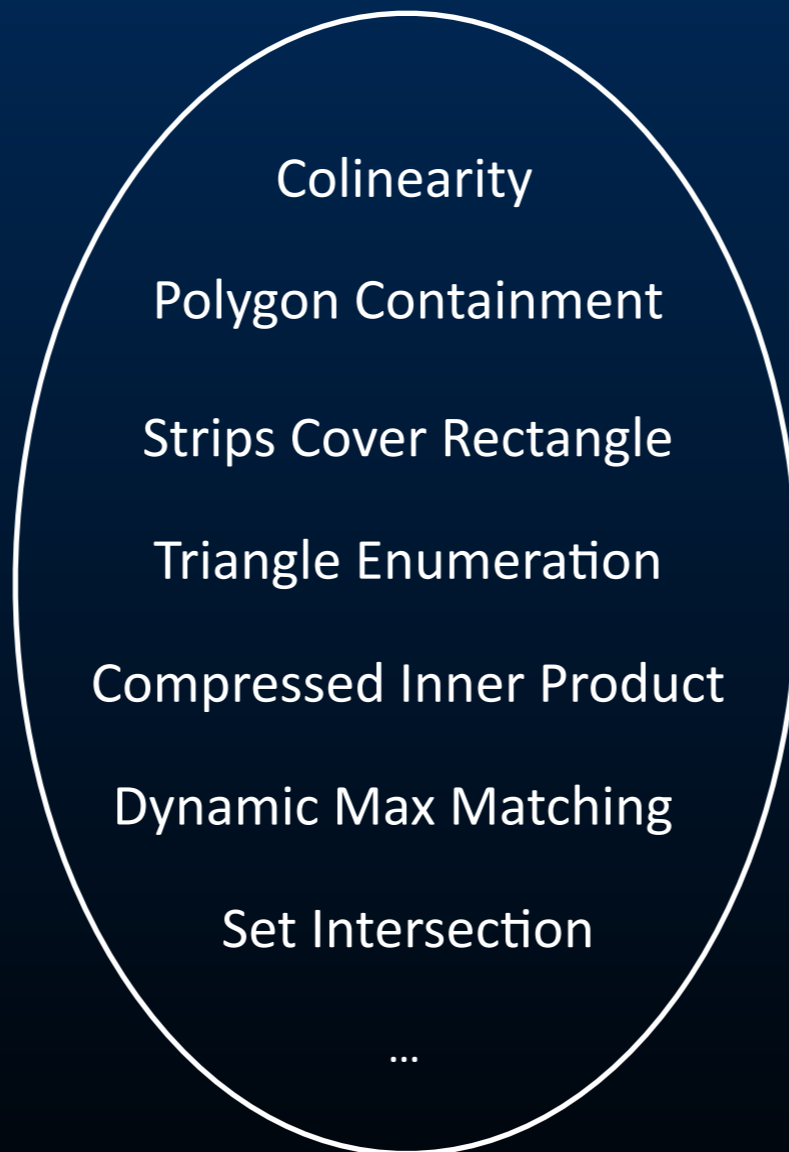 Colinearity
Polygon Containment
Strips Cover Rectangle
Triangle Enumeration
Compressed Inner Product
Dynamic Max Matching
Set Intersection
...